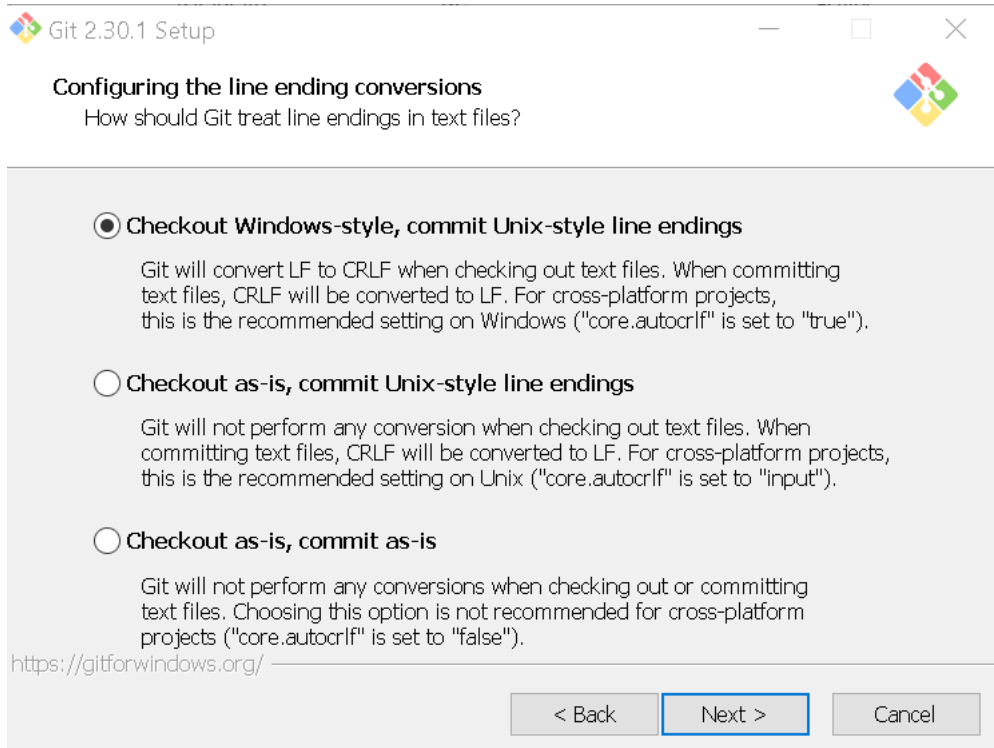 Git 2.30.1 Setup
Configuring the line ending conversions
How should Git treat line endings in text files?
Checkout Windows-style, commit Unix-style line endings
Git will convert LF to CRLF when checking out text files. When committing
text files, CRLF will be converted to LF. For cross-platform projects,
this is the recommended setting on Windows ("core.autocrlf" is set to "true").
Checkout as-is, commit Unix-style line endings
Git will not perform any conversion when checking out text files. When
committing text files, CRLF will be converted to LF. For cross-platform projects,
this is the recommended setting on Unix ("core.autocrlf" is set to "input").
Checkout as-is, commit as-is
Git will not perform any conversions when checking out or committing
text files. Choosing this option is not recommended for cross-platform
projects ("core.autocrlf" is set to "false").
https://gitforwindows.org/
< Back Next > Cancel